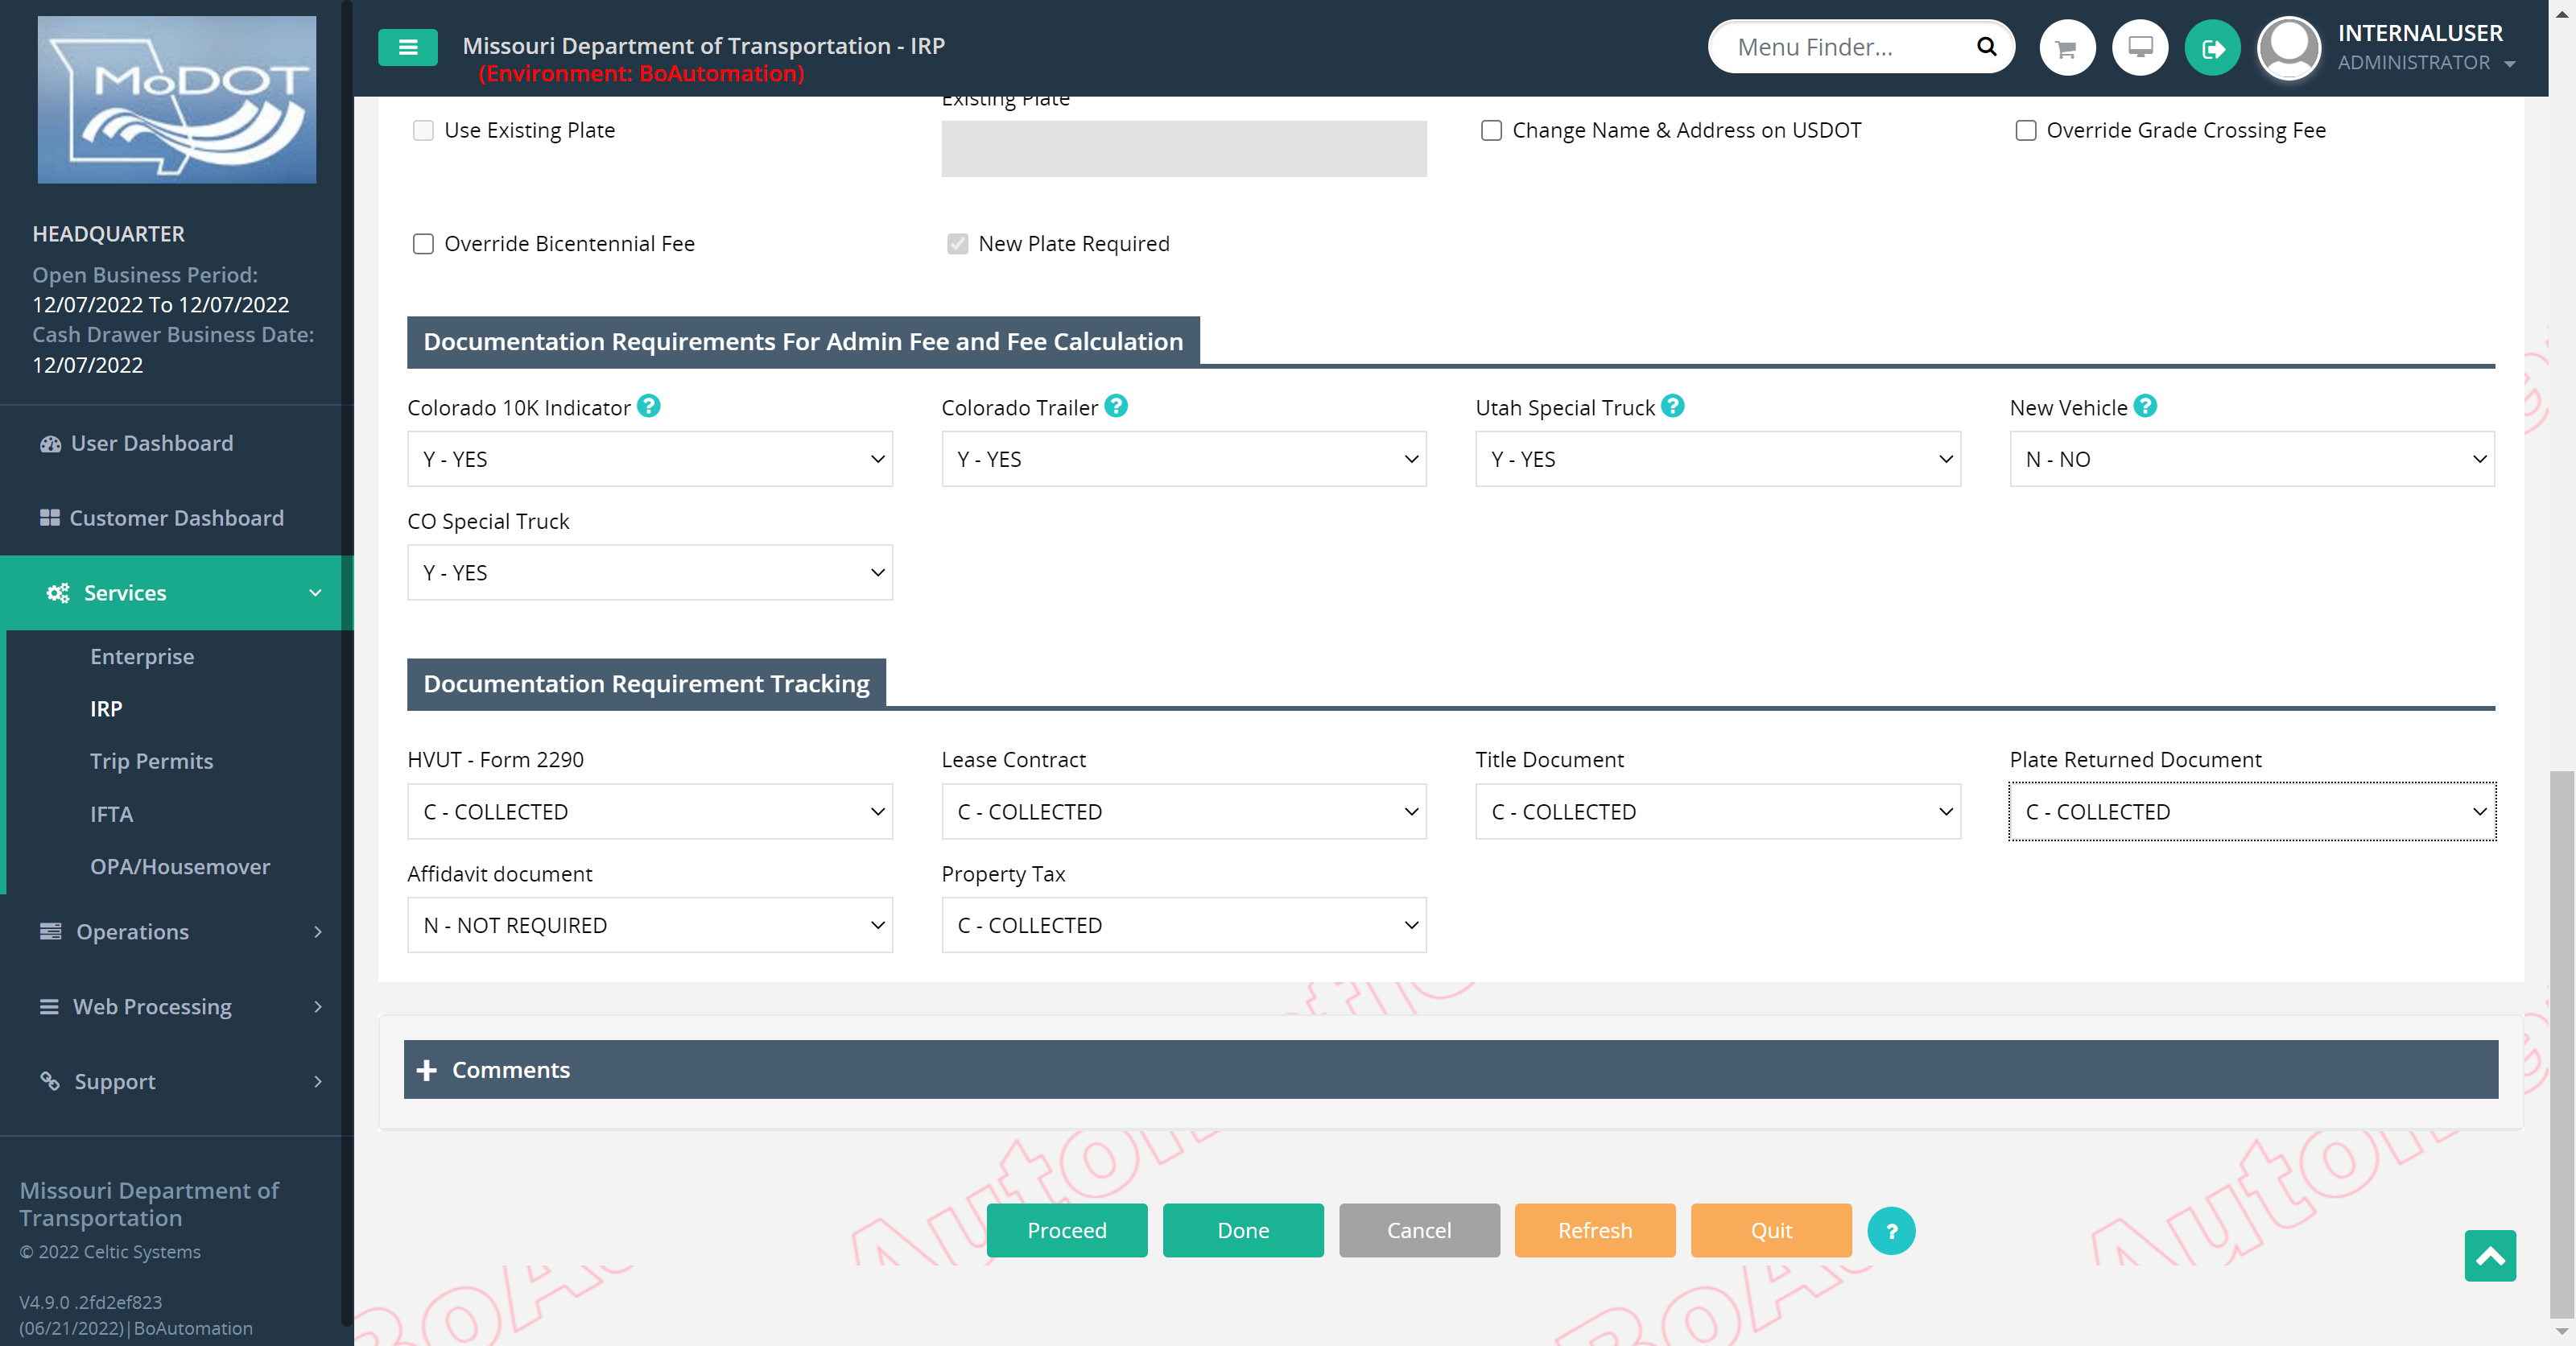 MoDOT
Missouri Department of Transportation - IRP
(Environment: BoAutomation)
Menu Finder...
INTERNALUSER
ADMINISTRATOR
HEADQUARTER
Open Business Period:
12/07/2022 To 12/07/2022
Cash Drawer Business Date:
12/07/2022
User Dashboard
Customer Dashboard
Services
Enterprise
IRP
Trip Permits
IFTA
OPA/Housemover
Operations
Web Processing
Support
Missouri Department of
Transportation
© 2022 Celtic Systems
V4.9.0 .2fd2ef823
(06/21/2022)|BoAutomation
Existing Plate
Use Existing Plate
Change Name & Address on USDOT
Override Grade Crossing Fee
Override Bicentennial Fee
New Plate Required
Documentation Requirements For Admin Fee and Fee Calculation
Colorado 10K Indicator ?
Colorado Trailer ?
Utah Special Truck ?
New Vehicle ?
Y - YES
Y - YES
Y - YES
N - NO
CO Special Truck
Y - YES
Documentation Requirement Tracking
HVUT - Form 2290
Lease Contract
Title Document
Plate Returned Document
C - COLLECTED
C - COLLECTED
C - COLLECTED
C - COLLECTED
Affidavit document
Property Tax
N - NOT REQUIRED
C - COLLECTED
Comments
Proceed
Done
Cancel
Refresh
Quit
?